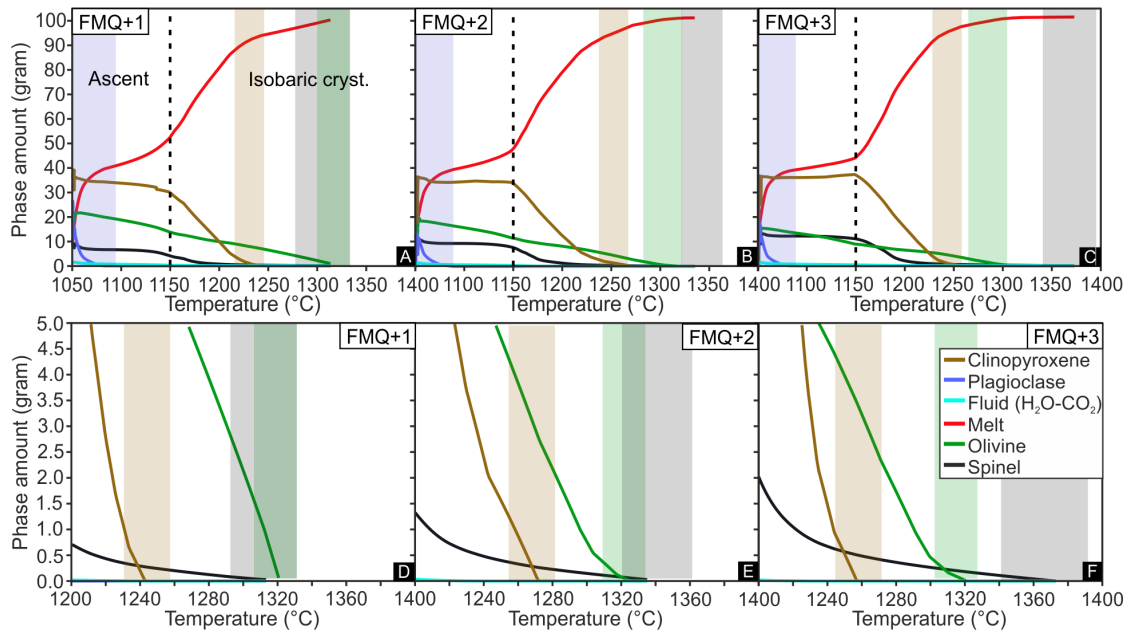 FMQ+1
FMQ+2
FMQ+3
Phase amount (gram)
100
90
80
70
60
50
40
30
20
10
0
Ascent
Isobaric cryst.
A
B
C
1050 1100 1150 1200 1250 1300 1350 1400 1100 1150 1200 1250 1300 1350 1400 1100 1150 1200 1250 1300 1350 1400
Temperature (°C)
Temperature (°C)
Temperature (°C)
FMQ+1
FMQ+2
FMQ+3
Phase amount (gram)
5.0
4.5
4.0
3.5
3.0
2.5
2.0
1.5
1.0
0.5
0.0
Clinopyroxene
Plagioclase
Fluid (H₂O-CO₂)
Melt
Olivine
Spinel
D
E
F
1200 1240 1280 1320 1360 1400 1240 1280 1320 1360 1400 1240 1280 1320 1360 1400
Temperature (°C)
Temperature (°C)
Temperature (°C)